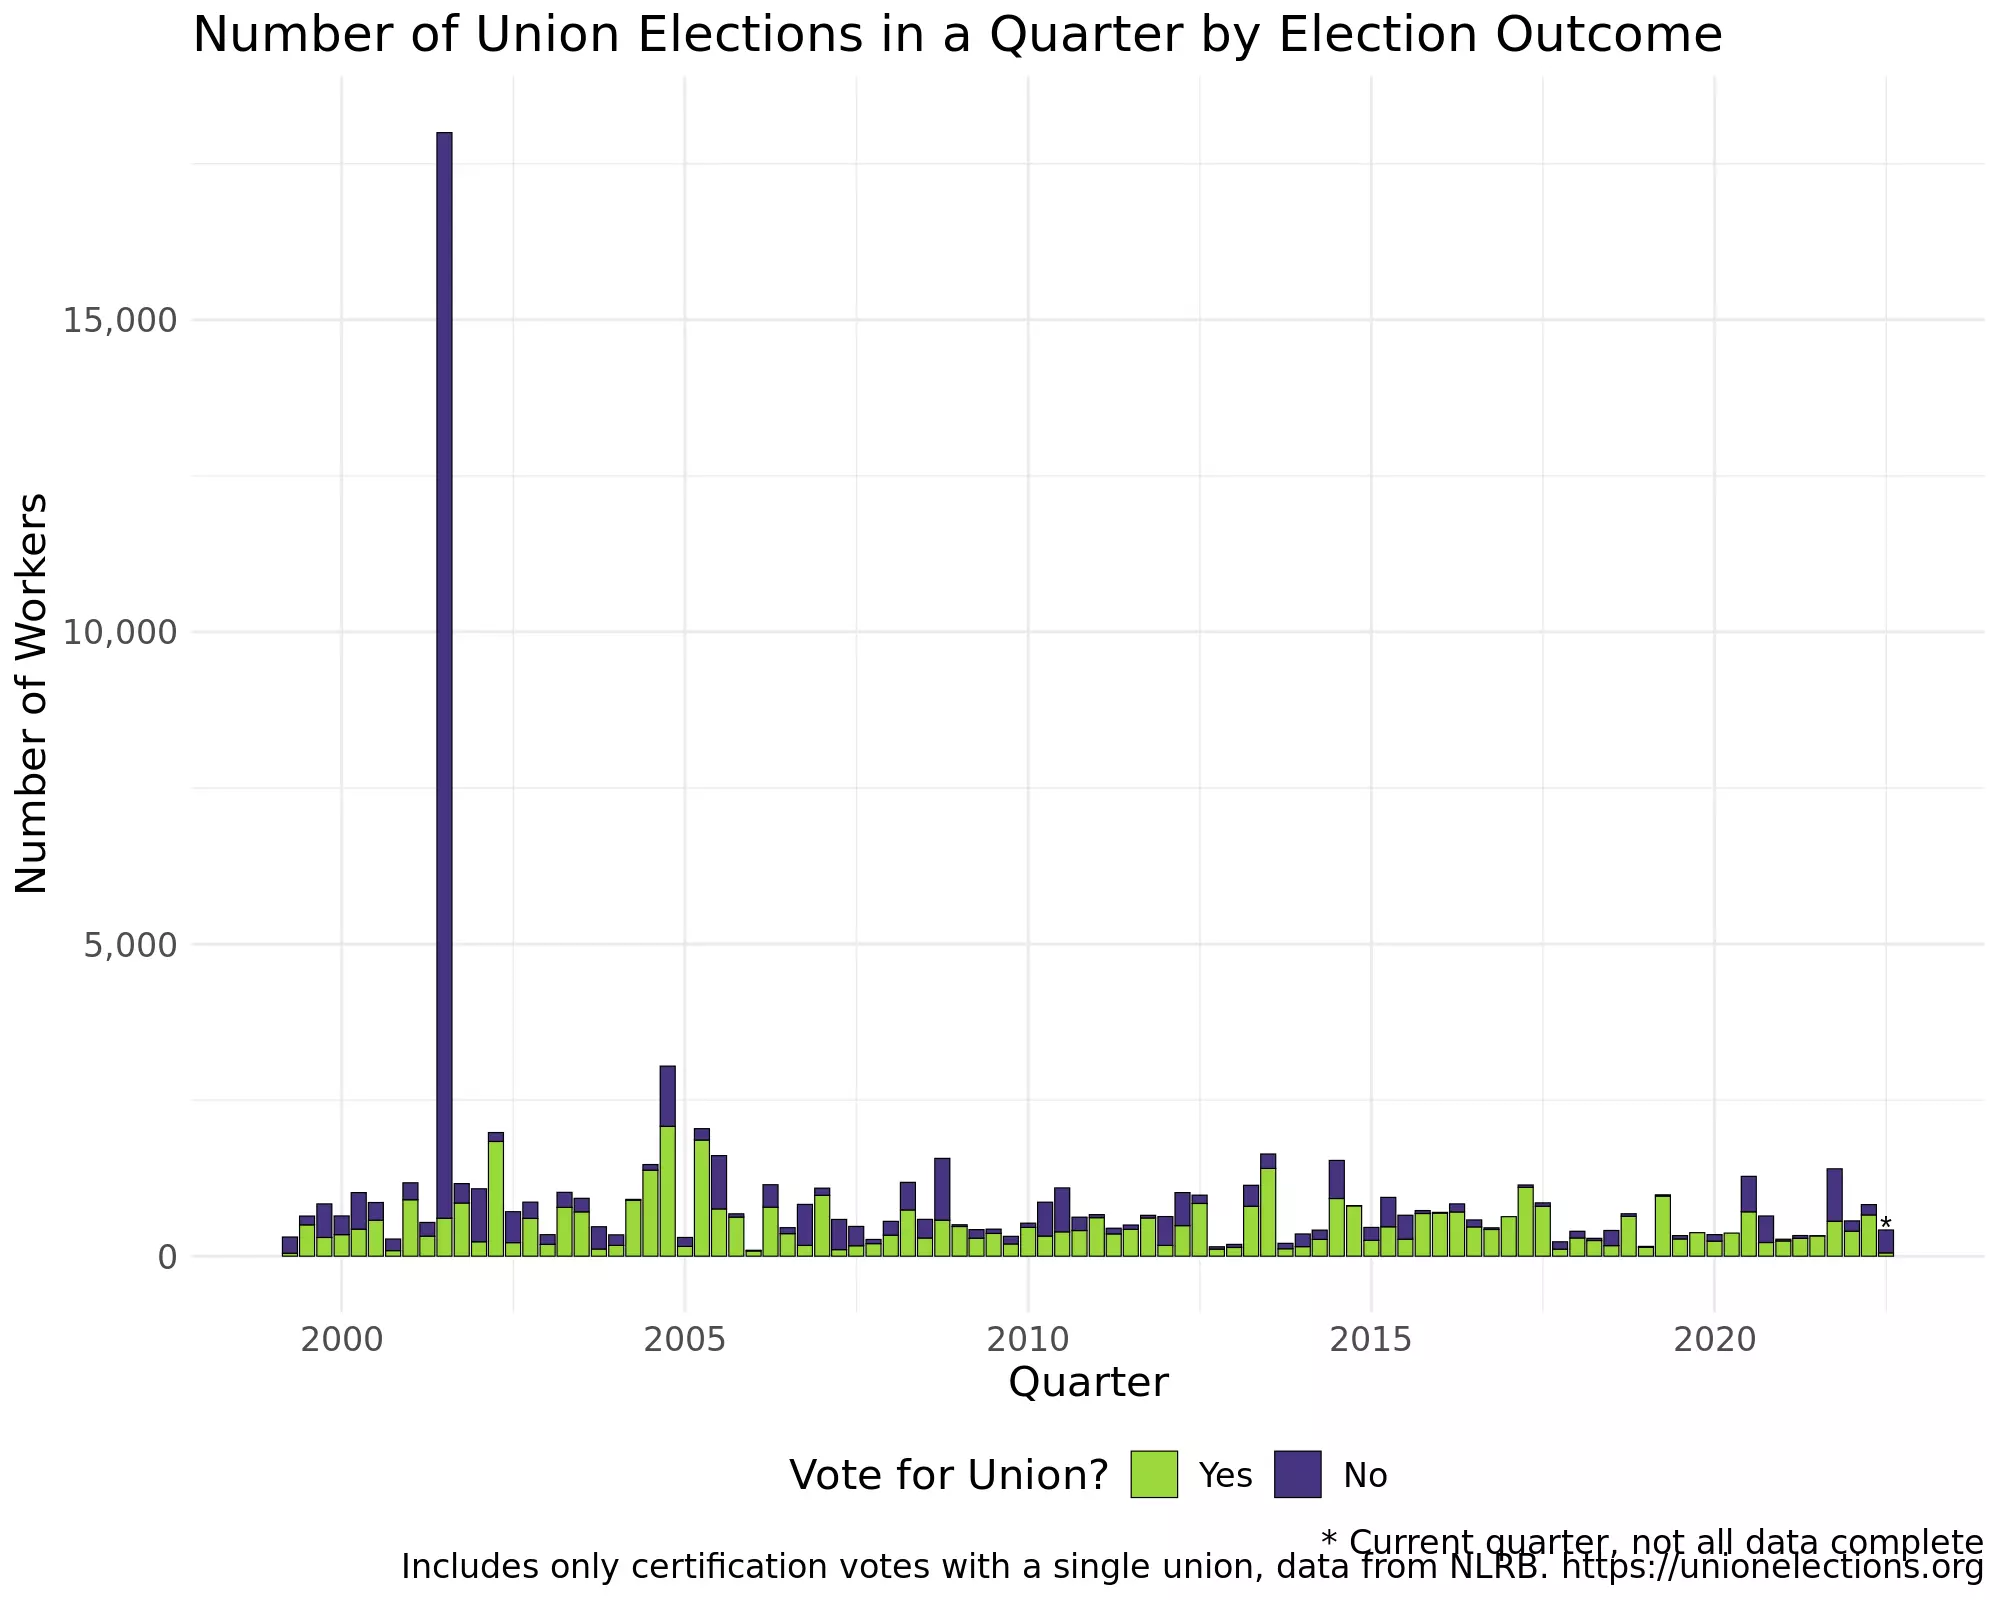 Number of Union Elections in a Quarter by Election Outcome
Number of Workers
15,000
10,000
5,000
0
*
2000 2005 2010 2015 2020
Quarter
Vote for Union? Yes No
* Current quarter, not all data complete
Includes only certification votes with a single union, data from NLRB. https://unionelections.org